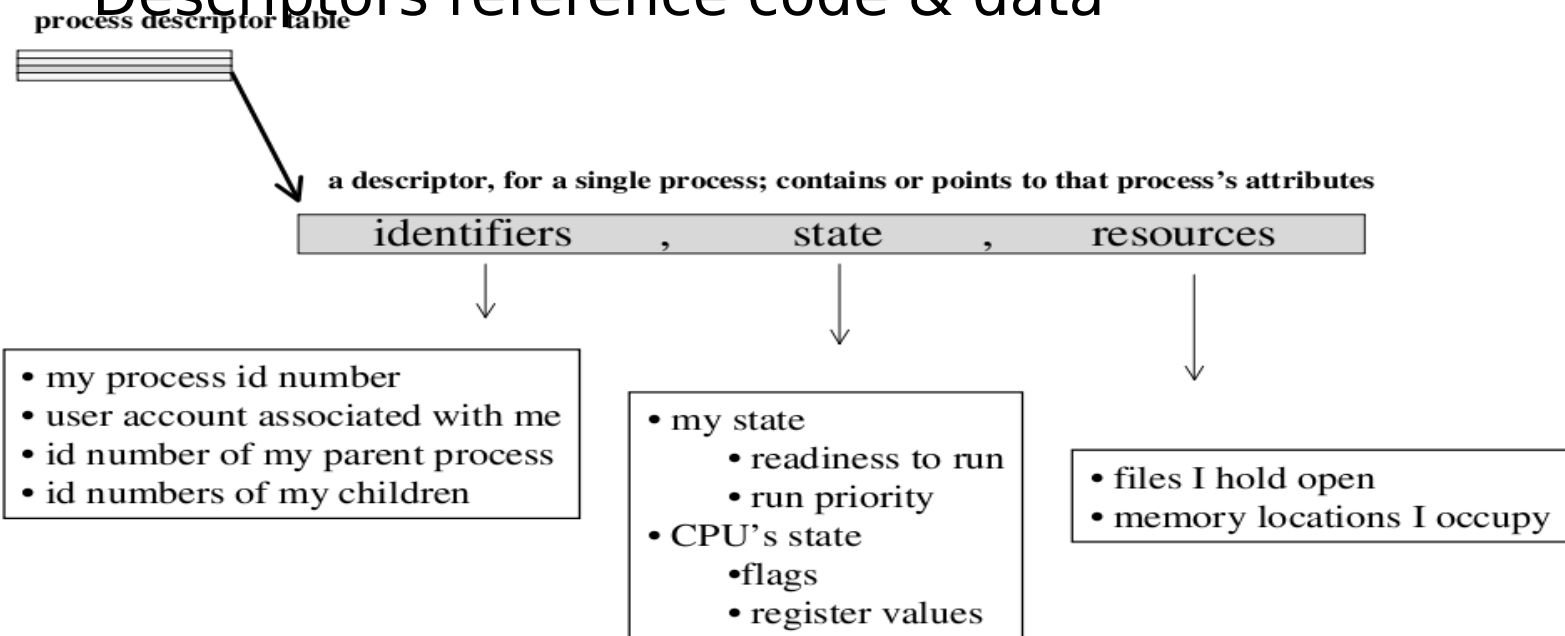 Descriptors reference code & data
process descriptor table
a descriptor, for a single process; contains or points to that process’s attributes
identifiers , state , resources
• my process id number
• user account associated with me
• id number of my parent process
• id numbers of my children
• my state
• readiness to run
• run priority
• CPU’s state
•flags
• register values
• files I hold open
• memory locations I occupy